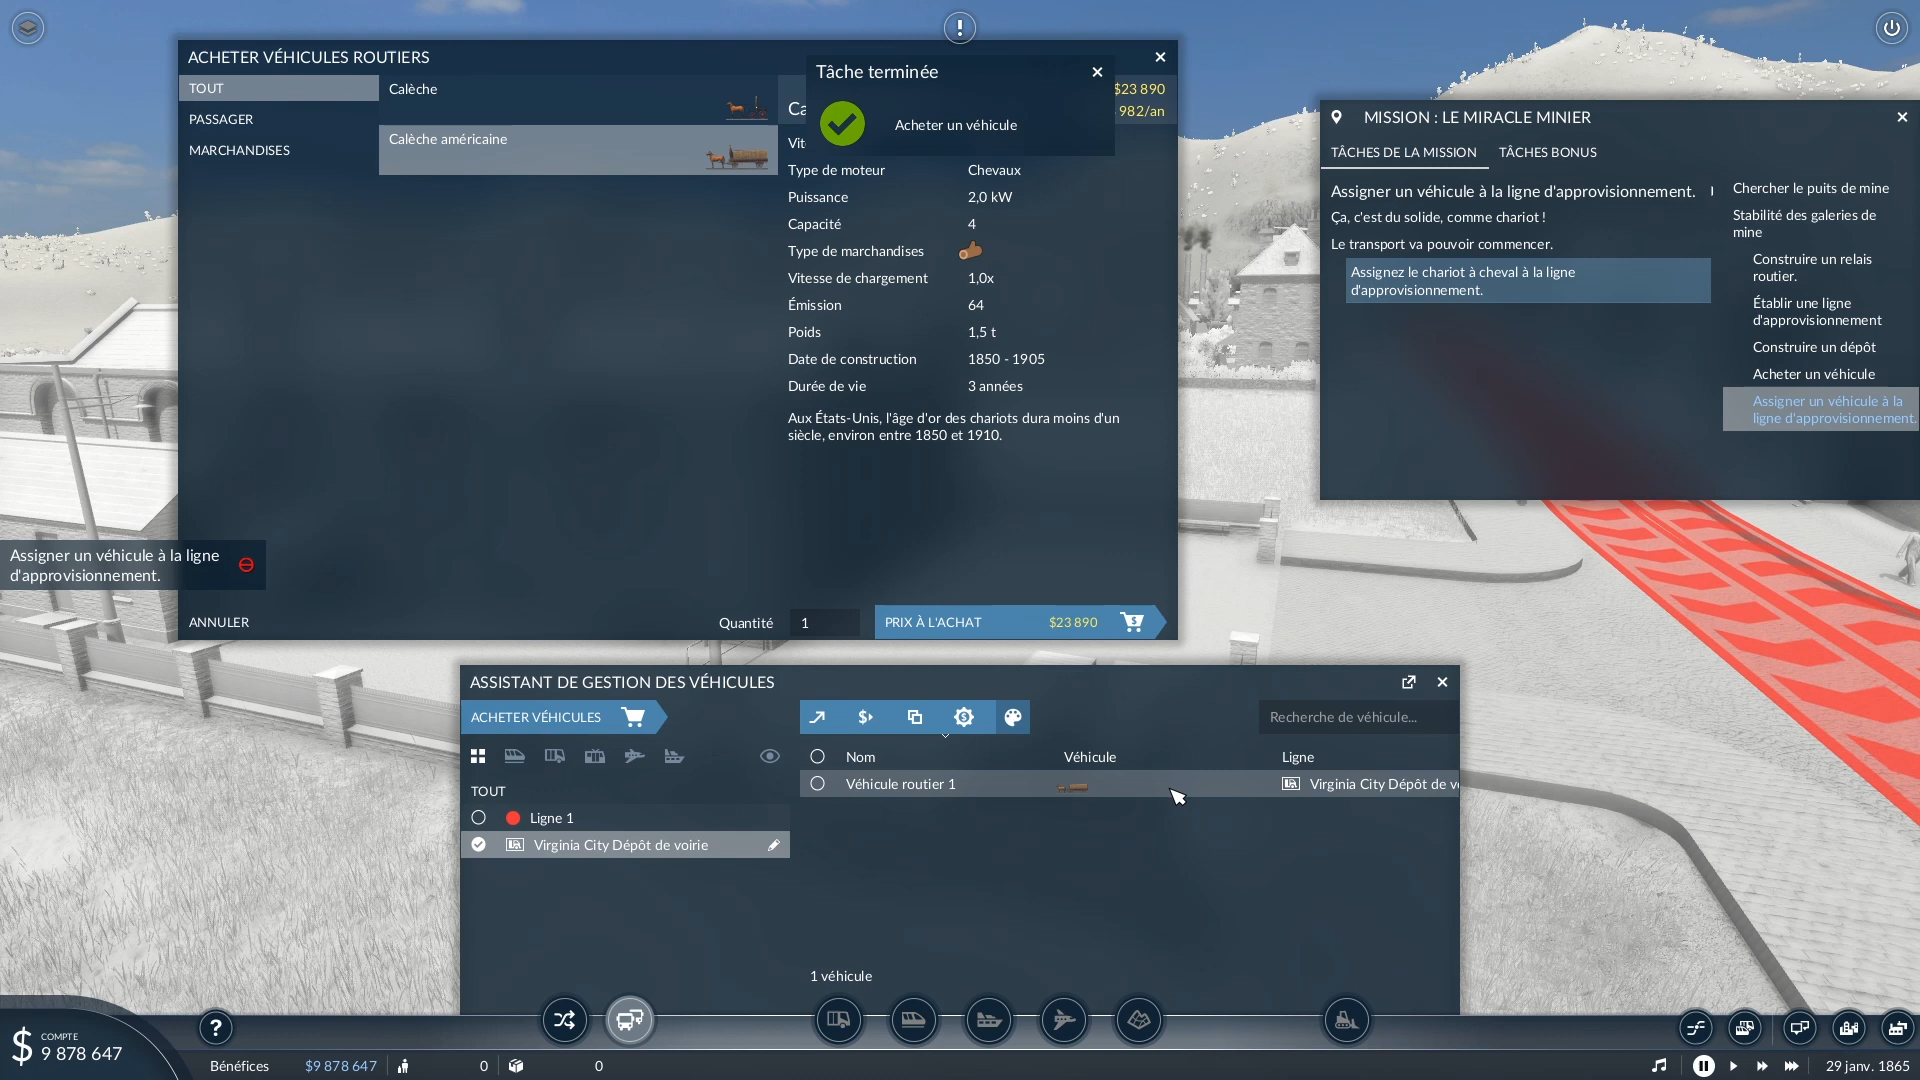 ACHETER VÉHICULES ROUTIERS
TOUT
PASSAGER
MARCHANDISES
Calèche
Calèche américaine
Tâche terminée
Acheter un véhicule
$23 890
982/an
Type de moteur Chevaux
Puissance 2,0 kW
Capacité 4
Type de marchandises
Vitesse de chargement 1,0x
Émission 64
Poids 1,5 t
Date de construction 1850 - 1905
Durée de vie 3 années
Aux États-Unis, l'âge d'or des chariots dura moins d'un
siècle, environ entre 1850 et 1910.
ANNULER
Quantité 1
PRIX À L'ACHAT $23 890
MISSION : LE MIRACLE MINIER
TÂCHES DE LA MISSION TÂCHES BONUS
Assigner un véhicule à la ligne d'approvisionnement.
Ça, c'est du solide, comme chariot !
Le transport va pouvoir commencer.
Assignez le chariot à cheval à la ligne
d'approvisionnement.
Chercher le puits de mine
Stabilité des galeries de
mine
Construire un relais
routier.
Établir une ligne
d'approvisionnement
Construire un dépôt
Acheter un véhicule
Assigner un véhicule à la
ligne d'approvisionnement.
Assigner un véhicule à la ligne
d'approvisionnement.
ASSISTANT DE GESTION DES VÉHICULES
ACHETER VÉHICULES
Recherche de véhicule...
TOUT
Ligne 1
Virginia City Dépôt de voirie
Nom Véhicule Ligne
Véhicule routier 1 Virginia City Dépôt de
1 véhicule
COMPTE
$ 9 878 647
?
Bénéfices $9 878 647 0 0
29 janv. 1865